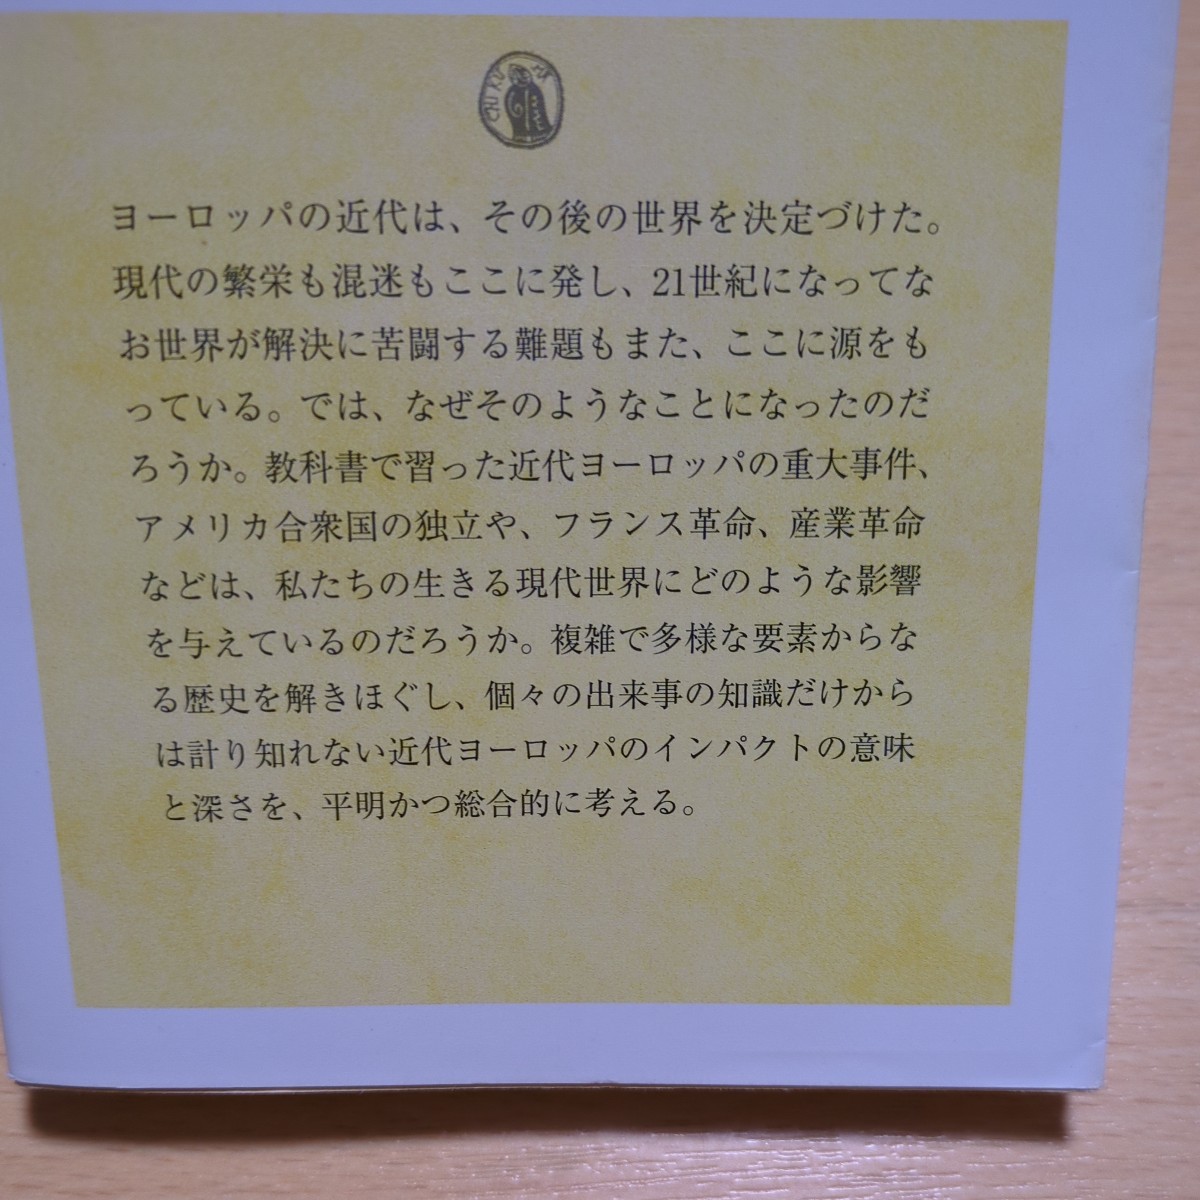 CHIKUMA
ヨーロッパの近代は、その後の世界を決定づけた。
現代の繁栄も混迷もここに発し、21世紀になってな
お世界が解決に苦闘する難題もまた、ここに源をも
っている。では、なぜそのようなことになったのだ
ろうか。教科書で習った近代ヨーロッパの重大事件、
アメリカ合衆国の独立や、フランス革命、産業革命
などは、私たちの生きる現代世界にどのような影響
を与えているのだろうか。複雑で多様な要素からな
る歴史を解きほぐし、個々の出来事の知識だけから
は計り知れない近代ヨーロッパのインパクトの意味
と深さを、平明かつ総合的に考える。